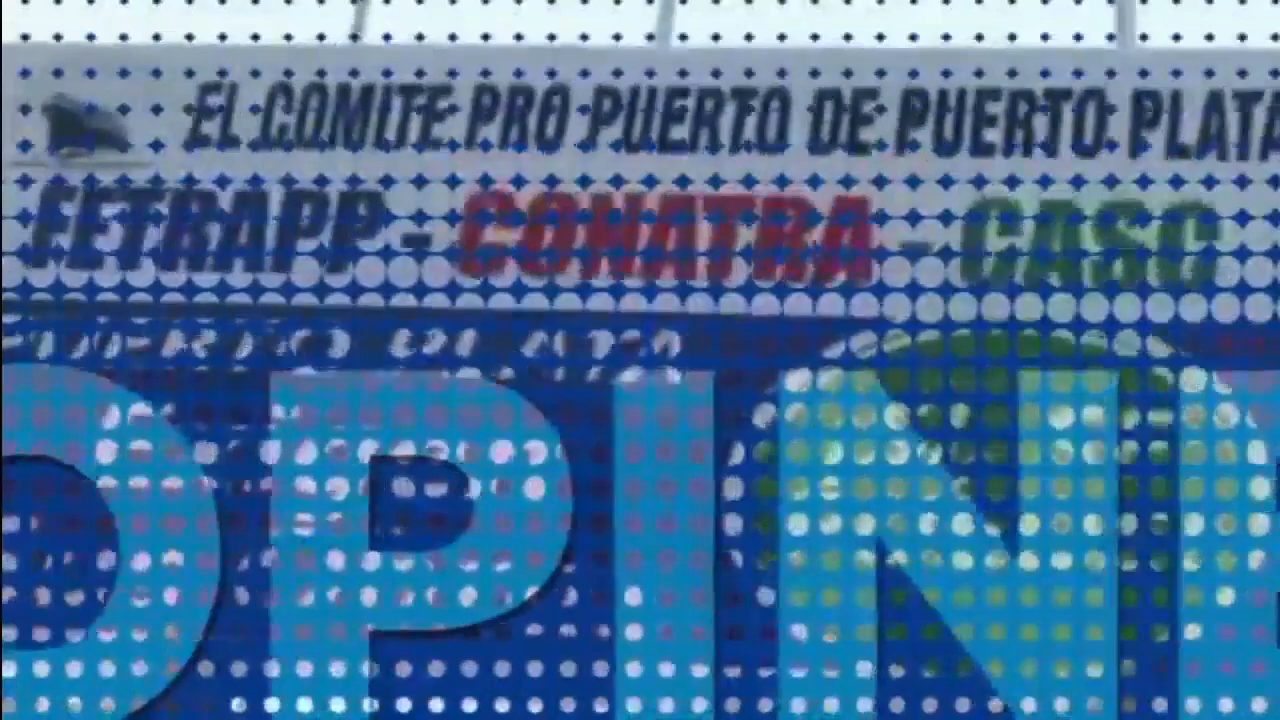 EL COMITE PRO PUERTO DE PUERTO PLATA
FETRAPP - CONATRA - CASC
OPIN